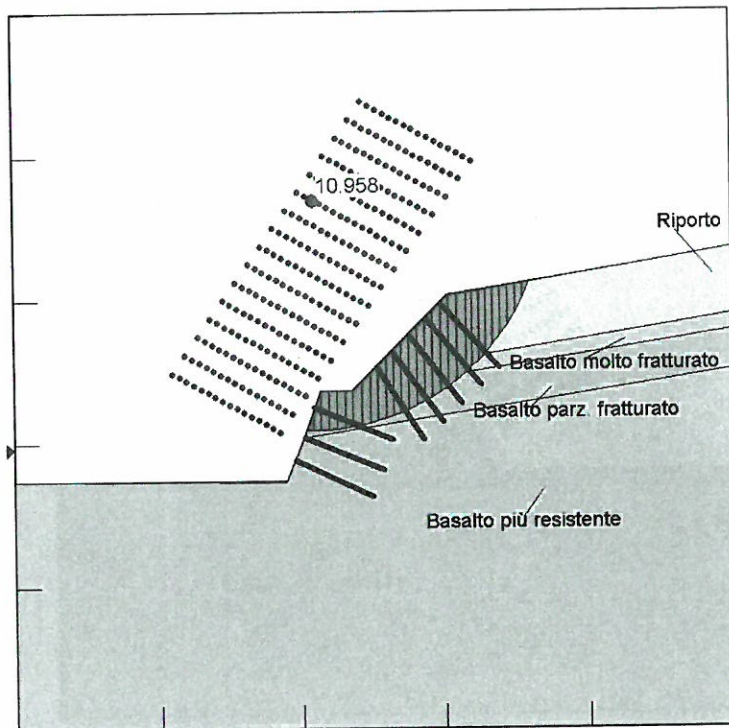 10.958
Riporto
Basalto molto fratturato
Basalto parz. fratturato
Basalto più resistente